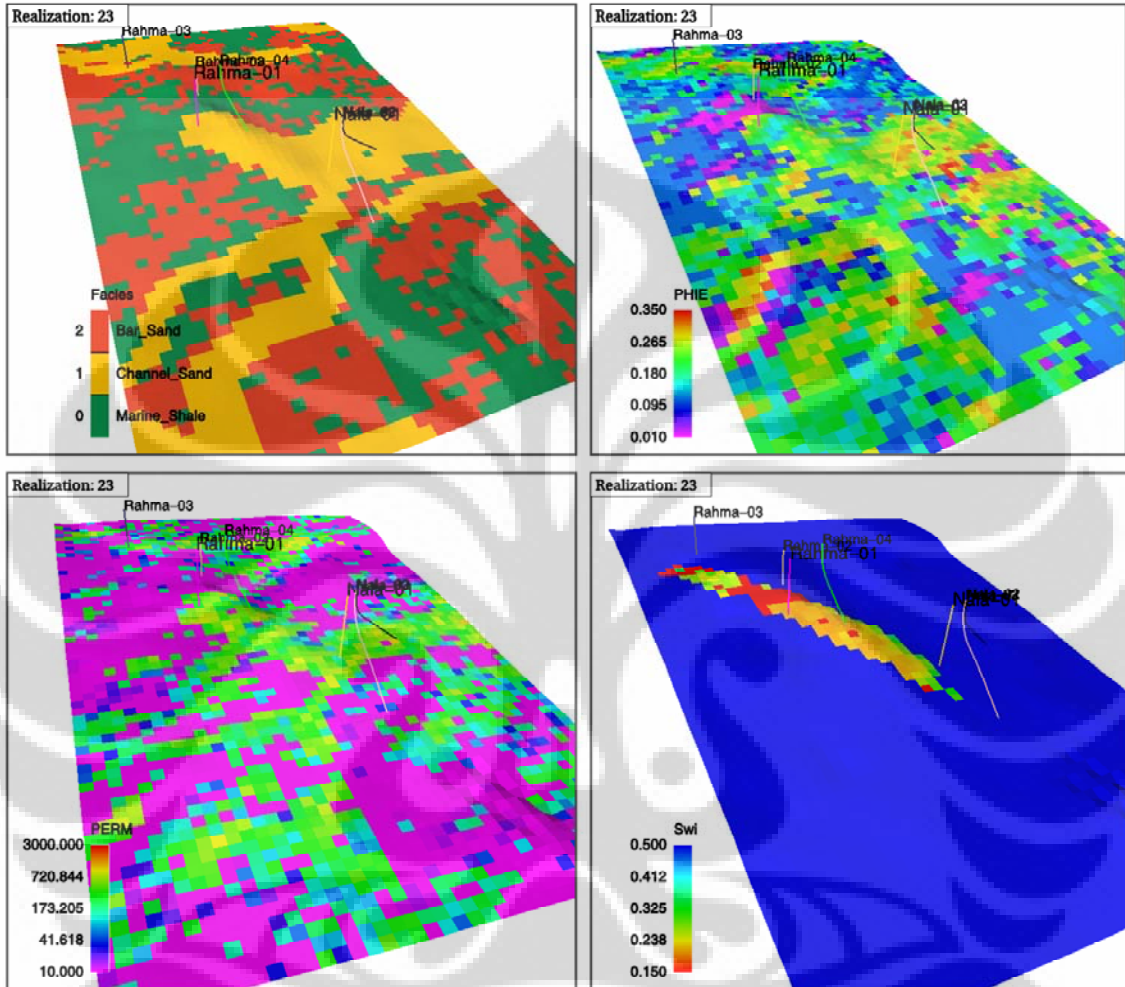 Realization: 23
Rahma-03
Rahma-04
Rahma-01
Facies
2 Bar_Sand
1 Channel_Sand
0 Marine_Shale
Realization: 23
Rahma-03
Rahma-04
Rahma-01
PHIE
0.350
0.265
0.180
0.095
0.010
Realization: 23
Rahma-03
Rahma-04
Rahma-01
PERM
3000.000
720.844
173.205
41.618
10.000
Realization: 23
Rahma-03
Rahma-04
Rahma-01
Swi
0.500
0.412
0.325
0.238
0.150